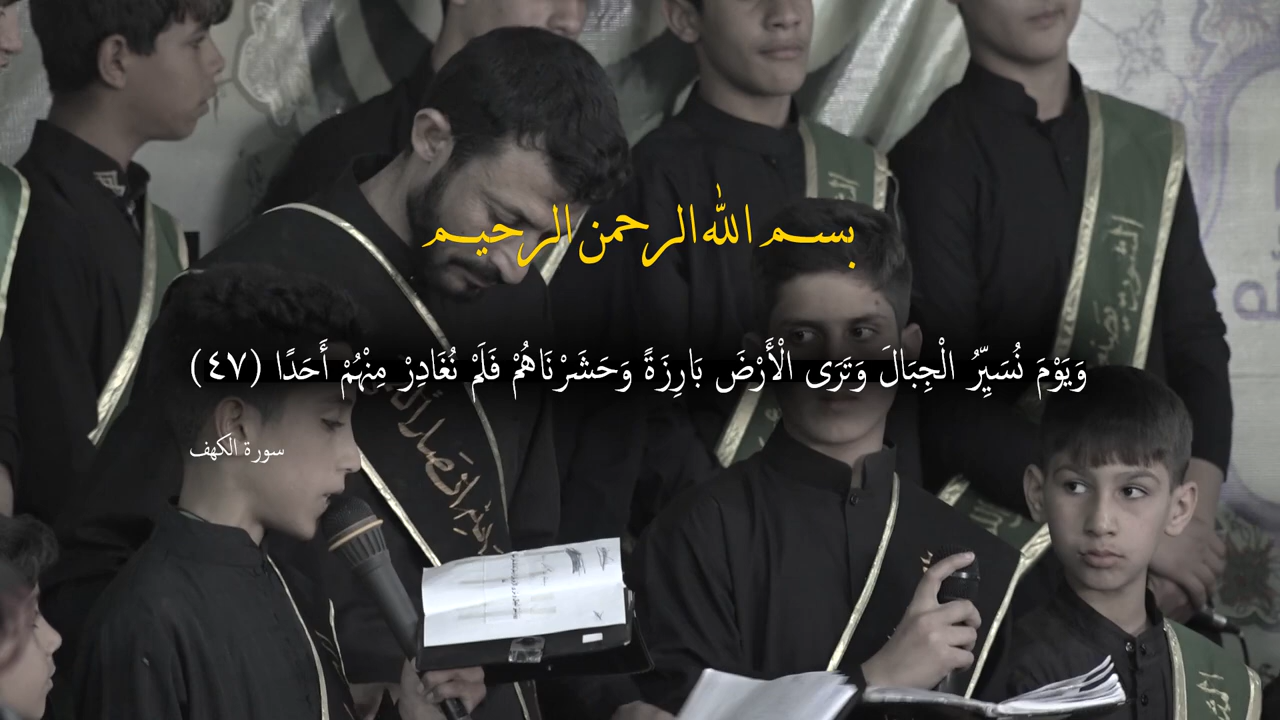 بسم الله الرحمن الرحيم
وَيَوْمَ نُسَيِّرُ الْجِبَالَ وَتَرَى الْأَرْضَ بَارِزَةً وَحَشَرْنَاهُمْ فَلَمْ نُغَادِرْ مِنْهُمْ أَحَدًا (٤٧)
سورة الكهف